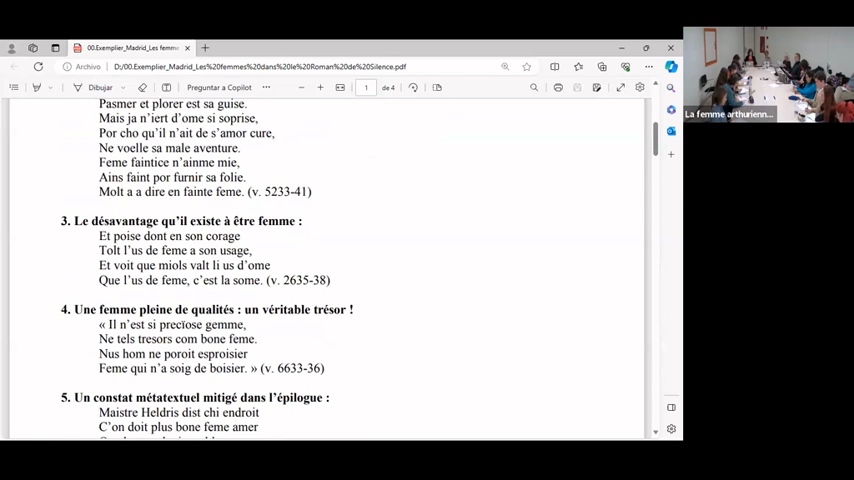 00.Exemplier_Madrid_Les femme
Archivo
D:/00.Exemplier_Madrid_Les%20femmes%20dans%20le%20Roman%20de%20Silence.pdf
Dibujar
Preguntar a Copilot
1
de 4
Pasmer et plorer est sa guise.
Mais ja n'iert d'ome si soprise,
Por cho qu'il n'ait de s'amor cure,
Ne voelle sa male aventure.
Feme faintice n'ainme mie,
Ains faint por furnir sa folie.
Molt a a dire en fainte feme. (v. 5233-41)
3. Le désavantage qu'il existe à être femme :
Et poise dont en son corage
Tolt l'us de feme a son usage,
Et voit que miols valt li us d'ome
Que l'us de feme, c'est la some. (v. 2635-38)
4. Une femme pleine de qualités : un véritable trésor !
« Il n'est si precïose gemme,
Ne tels tresors com bone feme.
Nus hom ne poroit esproisier
Feme qui n'a soig de boisier. » (v. 6633-36)
5. Un constat métatextuel mitigé dans l'épilogue :
Maistre Heldris dist chi endroit
C'on doit plus bone feme amer
La femme arthurienn...